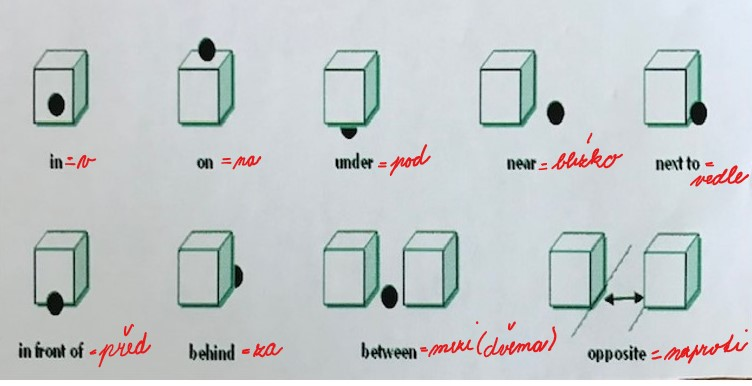 in = v
on = na
under = pod
near = blízko
next to = vedle
in front of = před
behind = za
between = mezi (dvěma)
opposite = naproti